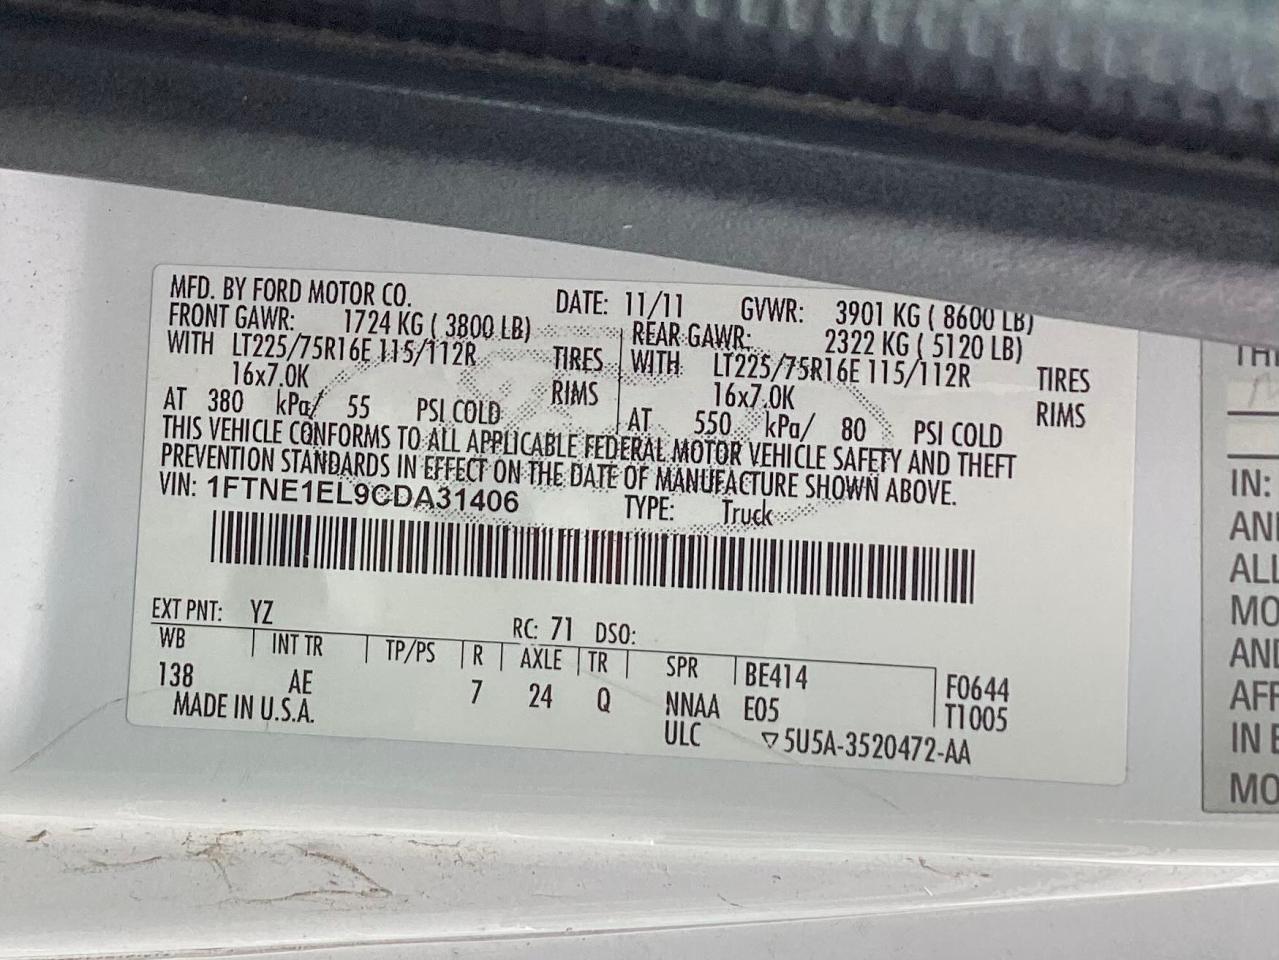 MFD. BY FORD MOTOR CO. DATE: 11/11 GVWR: 3901 KG ( 8600 LB)
FRONT GAWR: 1724 KG ( 3800 LB) REAR GAWR: 2322 KG ( 5120 LB)
WITH LT225/75R16E 115/112R TIRES WITH LT225/75R16E 115/112R TIRES
16x7.0K RIMS 16x7.0K RIMS
AT 380 kPa/ 55 PSI COLD AT 550 kPa/ 80 PSI COLD
THIS VEHICLE CONFORMS TO ALL APPLICABLE FEDERAL MOTOR VEHICLE SAFETY AND THEFT
PREVENTION STANDARDS IN EFFECT ON THE DATE OF MANUFACTURE SHOWN ABOVE.
VIN: 1FTNE1EL9CDA31406 TYPE: Truck
EXT PNT: YZ RC: 71 DSO:
WB INT TR TP/PS R AXLE TR SPR BE414 F0644
138 AE 7 24 Q NNAA E05 T1005
MADE IN U.S.A. ULC ▽5U5A-3520472-AA
IN:
ALL
MO
IN
MO